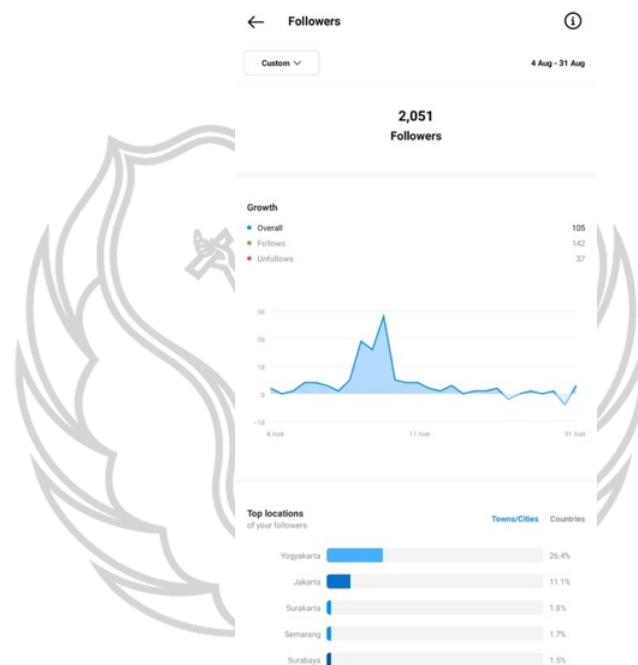 Followers
Custom
4 Aug - 31 Aug
2,051
Followers
Growth
Overall 105
Follows 142
Unfollows 37
30
20
10
0
-10
4 Aug 17 Aug 31 Aug
Top locations
of your followers
Towns/Cities Countries
Yogyakarta 26.4%
Jakarta 11.1%
Surakarta 1.8%
Semarang 1.7%
Surabaya 1.5%